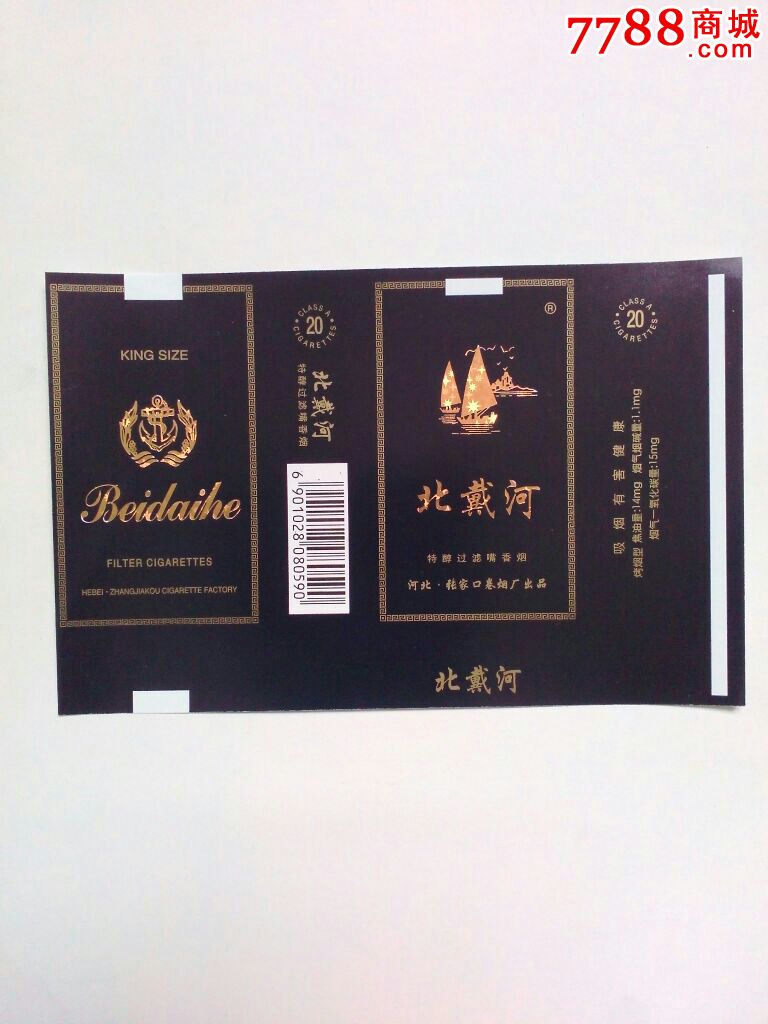 7788商城
.com
KING SIZE
Beidaihe
FILTER CIGARETTES
HEBEI - ZHANGJIAKOU CIGARETTE FACTORY
CLASS A
20
CIGARETTES
北戴河
特醇过滤嘴香烟
6 901028 080590
®
北戴河
特醇过滤嘴香烟
河北·张家口卷烟厂出品
北戴河
CLASS A
20
CIGARETTES
吸烟有害健康
烤烟型 焦油量:14mg 烟气烟碱量:1.1mg
烟气一氧化碳量:15mg